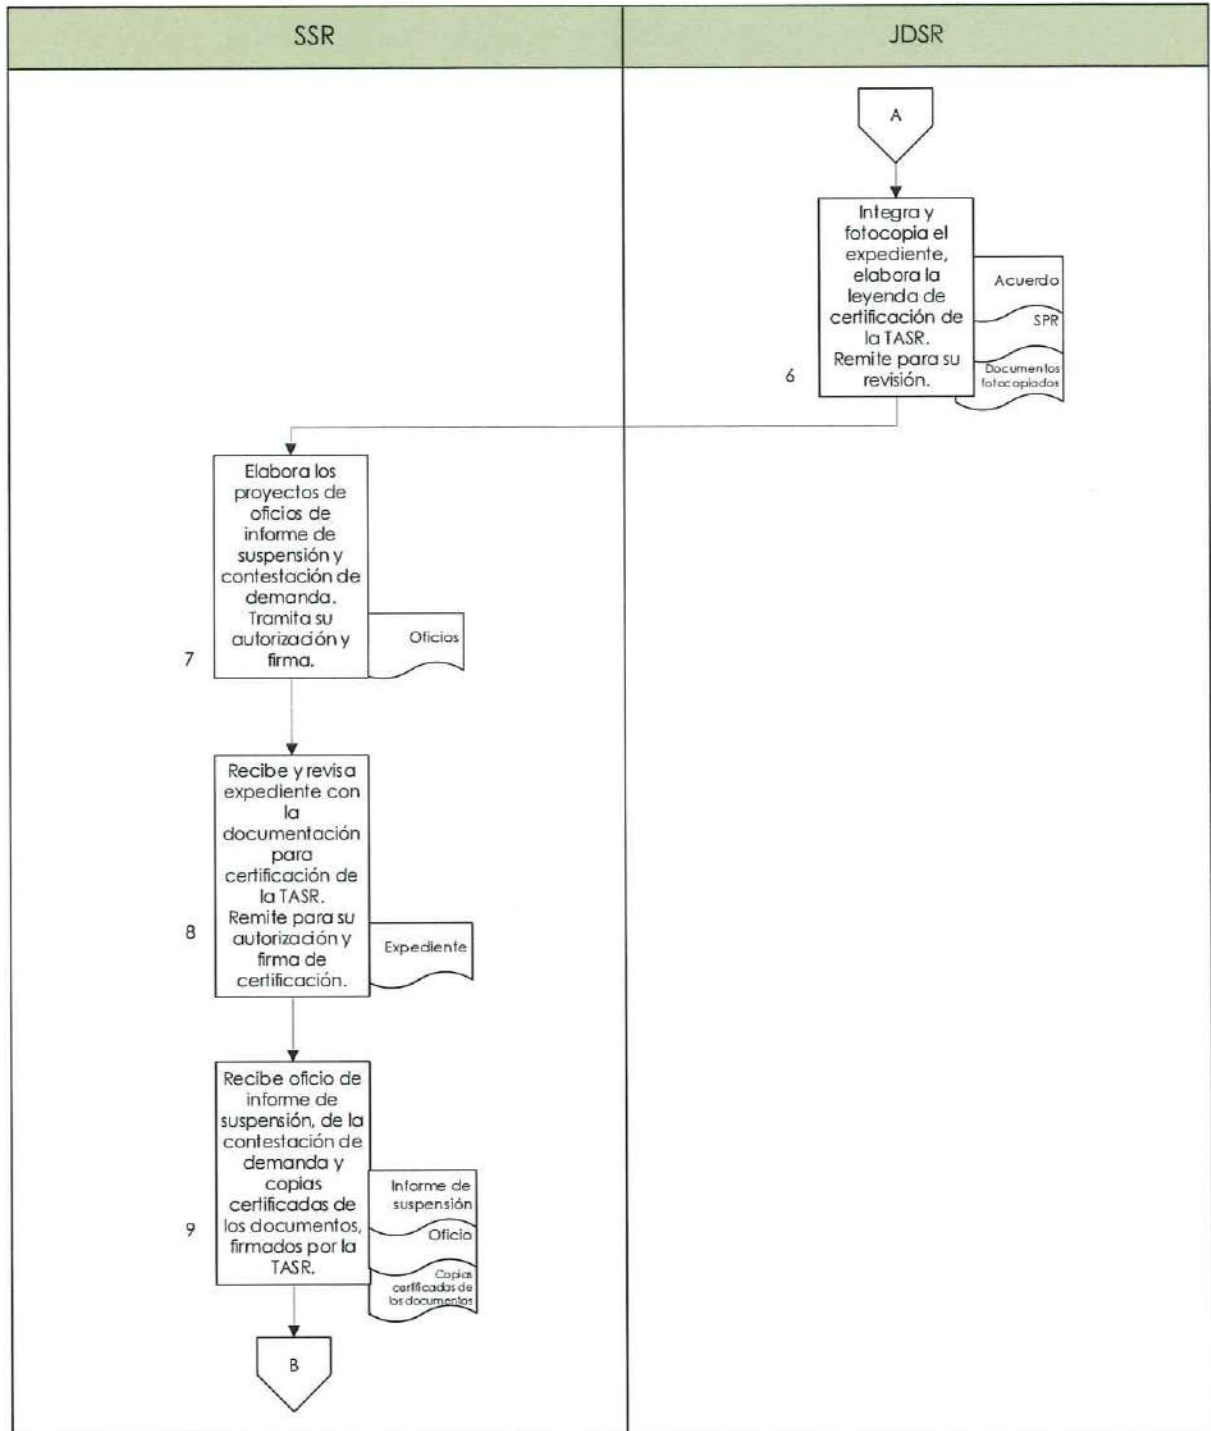 SSR
JDSR
A
Integra y
fotocopia el
expediente,
elabora la
leyenda de
certificación de
la TASR.
Remite para su
revisión.
6
Acuerdo
SPR
Documentos
fotocopiados
Elabora los
proyectos de
oficios de
informe de
suspensión y
contestación de
demanda.
Tramita su
autorización y
firma.
7
Oficios
Recibe y revisa
expediente con
la
documentación
para
certificación de
la TASR.
Remite para su
autorización y
firma de
certificación.
8
Expediente
Recibe oficio de
informe de
suspensión, de la
contestación de
demanda y
copias
certificadas de
los documentos,
firmados por la
TASR.
9
Informe de
suspensión
Oficio
Copias
certificadas de
los documentos
B